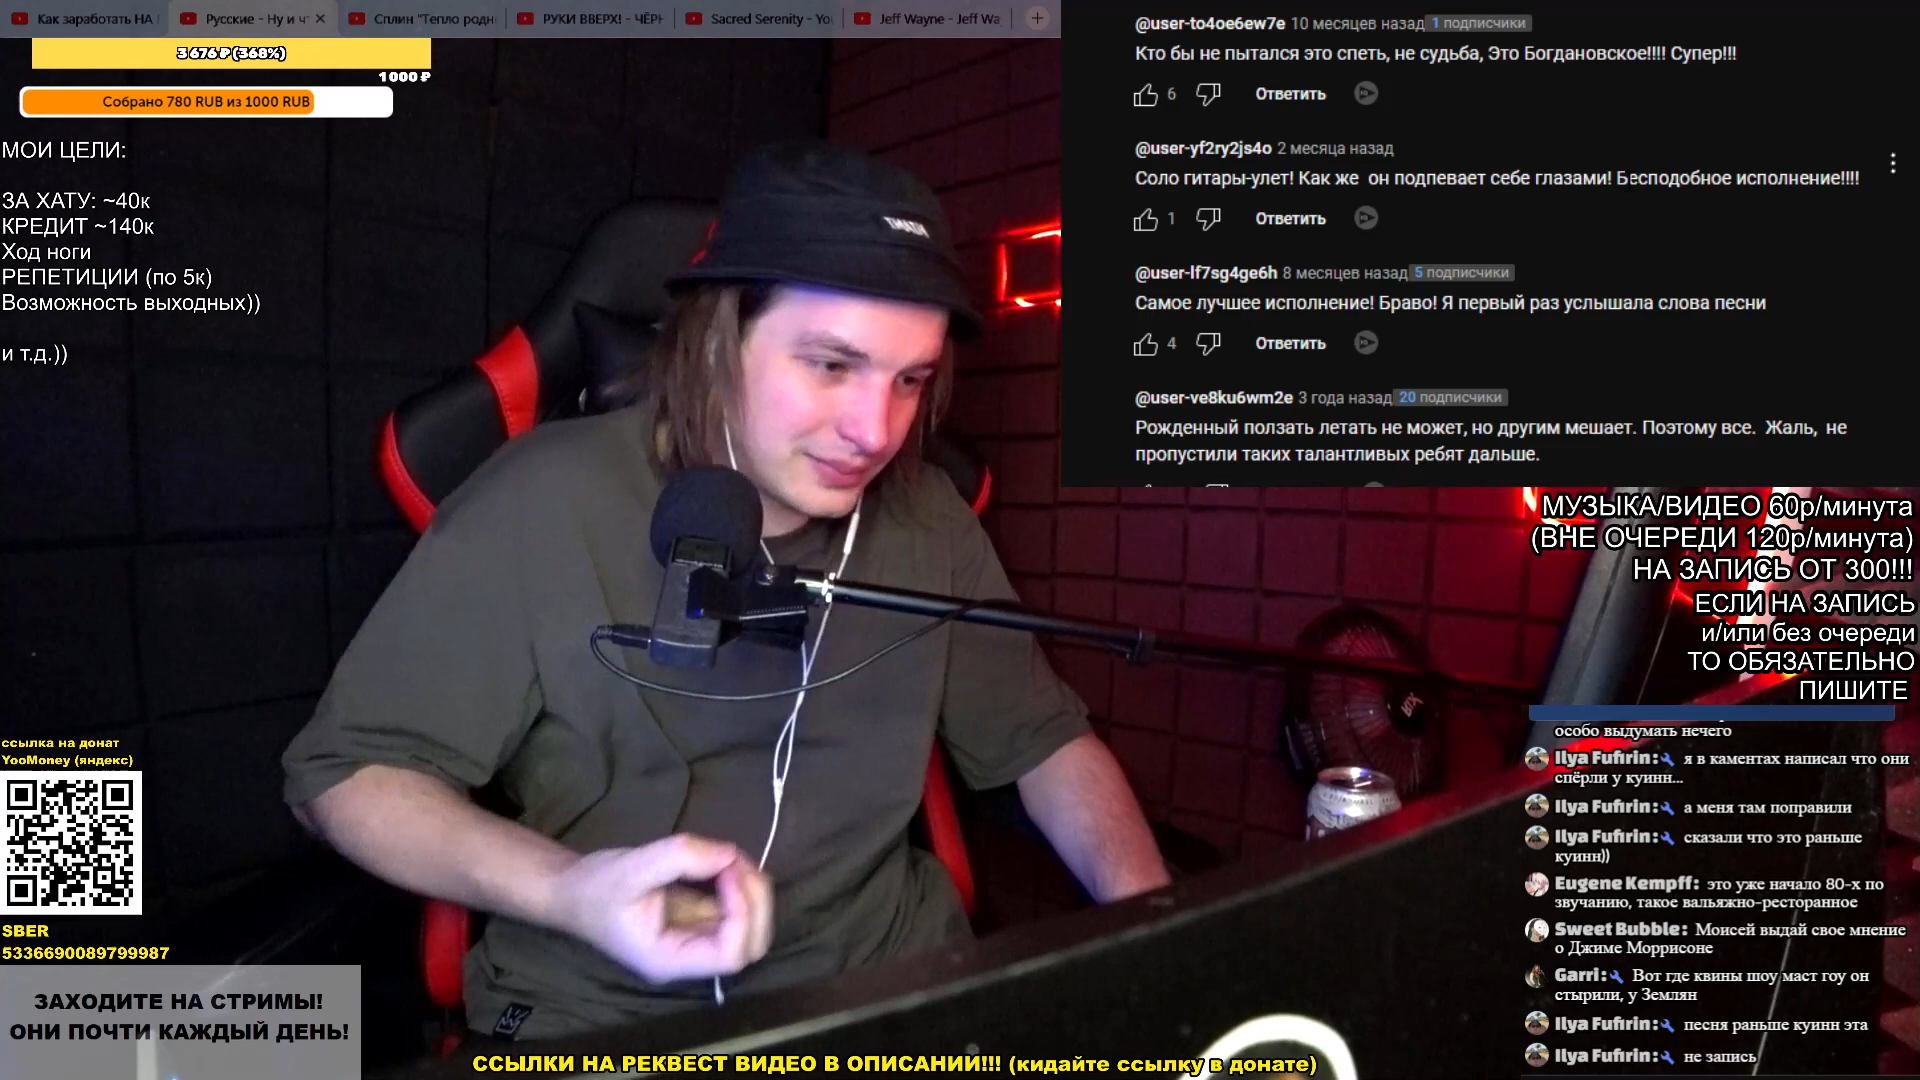 Как заработать НА
Русские - Ну и ч
Сплин "Тепло родн
РУКИ ВВЕРХ! - ЧЁР
Sacred Serenity - You
Jeff Wayne - Jeff Wa
3676 ₽ (368%)
1000 ₽
Собрано 780 RUB из 1000 RUB
МОИ ЦЕЛИ:
ЗА ХАТУ: ~40к
КРЕДИТ ~140к
Ход ноги
РЕПЕТИЦИИ (по 5к)
Возможность выходных))
и т.д.))
@user-to4oe6ew7e 10 месяцев назад 1 подписчики
Кто бы не пытался это спеть, не судьба, Это Богдановское!!!! Супер!!!
6 Ответить
@user-yf2ry2js4o 2 месяца назад
Соло гитары-улет! Как же он подпевает себе глазами! Бесподобное исполнение!!!!
1 Ответить
@user-lf7sg4ge6h 8 месяцев назад 5 подписчики
Самое лучшее исполнение! Браво! Я первый раз услышала слова песни
4 Ответить
@user-ve8ku6wm2e 3 года назад 20 подписчики
Рожденный ползать летать не может, но другим мешает. Поэтому все. Жаль, не
пропустили таких талантливых ребят дальше.
МУЗЫКА/ВИДЕО 60р/минута
(ВНЕ ОЧЕРЕДИ 120р/минута)
НА ЗАПИСЬ ОТ 300!!!
ЕСЛИ НА ЗАПИСЬ
и/или без очереди
ТО ОБЯЗАТЕЛЬНО
ПИШИТЕ
особо выдумать нечего
Ilya Fufirin: я в каментах написал что они
спёрли у куинн...
Ilya Fufirin: а меня там поправили
Ilya Fufirin: сказали что это раньше
куинн))
Eugene Kempff: это уже начало 80-х по
звучанию, такое вальяжно-ресторанное
Sweet Bubble: Моисей выдай свое мнение
о Джиме Моррисоне
Garri: Вот где квины шоу маст гоу он
стырили, у Землян
Ilya Fufirin: песня раньше куинн эта
Ilya Fufirin: не запись
ссылка на донат
YooMoney (яндекс)
SBER
5336690089799987
ЗАХОДИТЕ НА СТРИМЫ!
ОНИ ПОЧТИ КАЖДЫЙ ДЕНЬ!
ССЫЛКИ НА РЕКВЕСТ ВИДЕО В ОПИСАНИИ!!! (кидайте ссылку в донате)